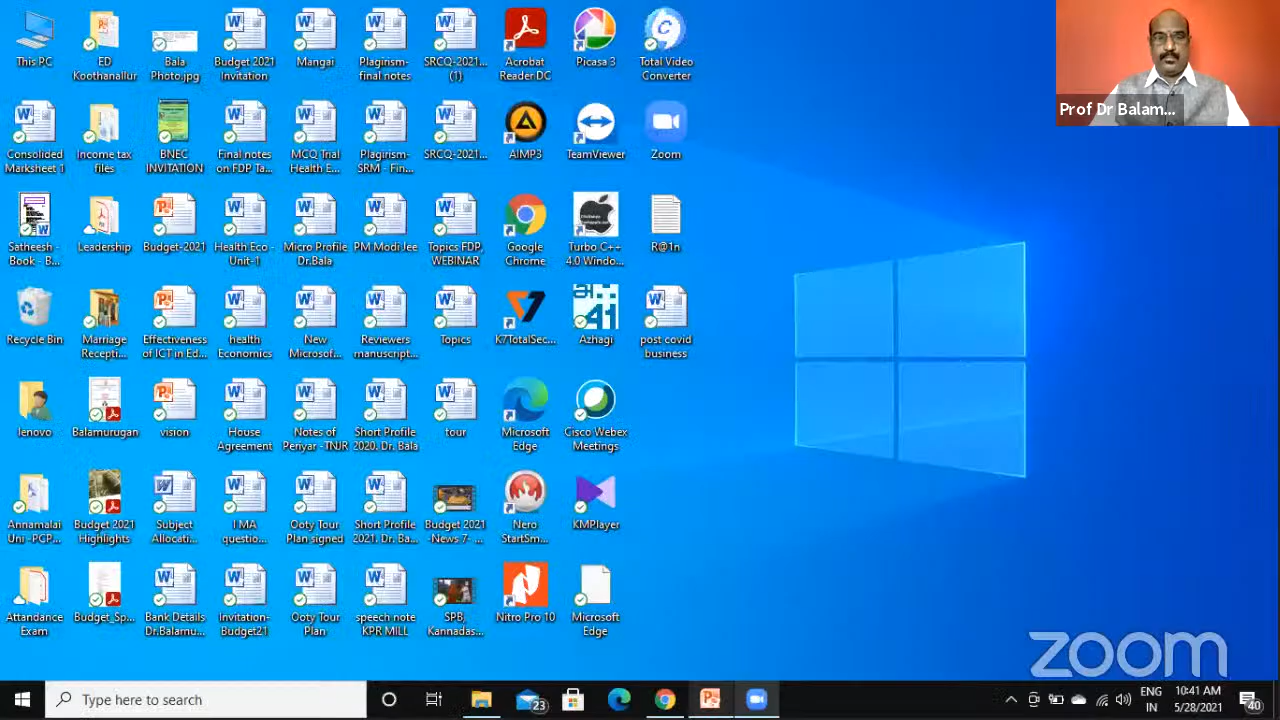 This PC
ED Koothanallur
Bala Photo.jpg
Budget 2021 Invitation
Mangai
Plagirism- final notes
SRCQ-2021... (1)
Acrobat Reader DC
Picasa 3
Total Video Converter
Prof Dr Balam...
Consolided Marksheet 1
Income tax files
BNEC INVITATION
Final notes on FDP Ta...
MCQ Trial Health E...
Plagirism- SRM - Fin...
SRCQ-2021...
AIMP3
TeamViewer
Zoom
Satheesh - Book - B...
Leadership
Budget-2021
Health Eco - Unit-1
Micro Profile Dr.Bala
PM Modi Jee
Topics FDP, WEBINAR
Google Chrome
Turbo C++ 4.0 Windo...
R@1n
Recycle Bin
Marriage Recepti...
Effectiveness of ICT in Ed...
health Economics
New Microsof...
Reviewers manuscript...
Topics
K7TotalSec...
Azhagi
post covid business
lenovo
Balamurugan
vision
House Agreement
Notes of Penyar - TNJR
Short Profile 2020. Dr. Bala
tour
Microsoft Edge
Cisco Webex Meetings
Annamalai Uni -PCP...
Budget 2021 Highlights
Subject Allocati...
I MA questio...
Ooty Tour Plan-signed
Short Profile 2021. Dr. Ba...
Budget 2021 -News 7- ...
Nero StartSm...
KMPlayer
Attandance Exam
Budget_Sp...
Bank Details Dr.Balamu...
Invitation- Budget21
Ooty Tour Plan
speech note KPR MILL
SPB, Kannadas...
Nitro Pro 10
Microsoft Edge
zoom
Type here to search
23
ENG
IN
10:41 AM
5/28/2021
40